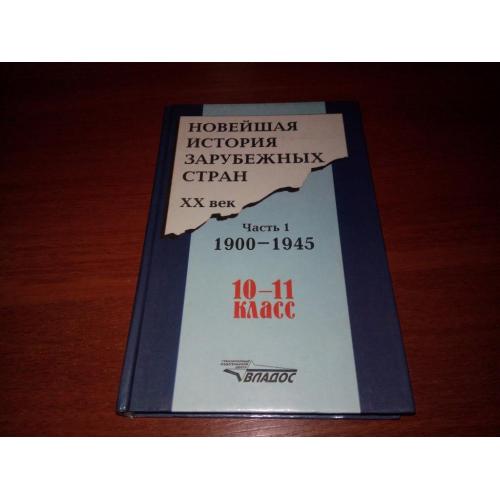 НОВЕЙШАЯ
ИСТОРИЯ
ЗАРУБЕЖНЫХ
СТРАН
XX век
Часть 1
1900–1945
10–11
класс
ВЛАДОС